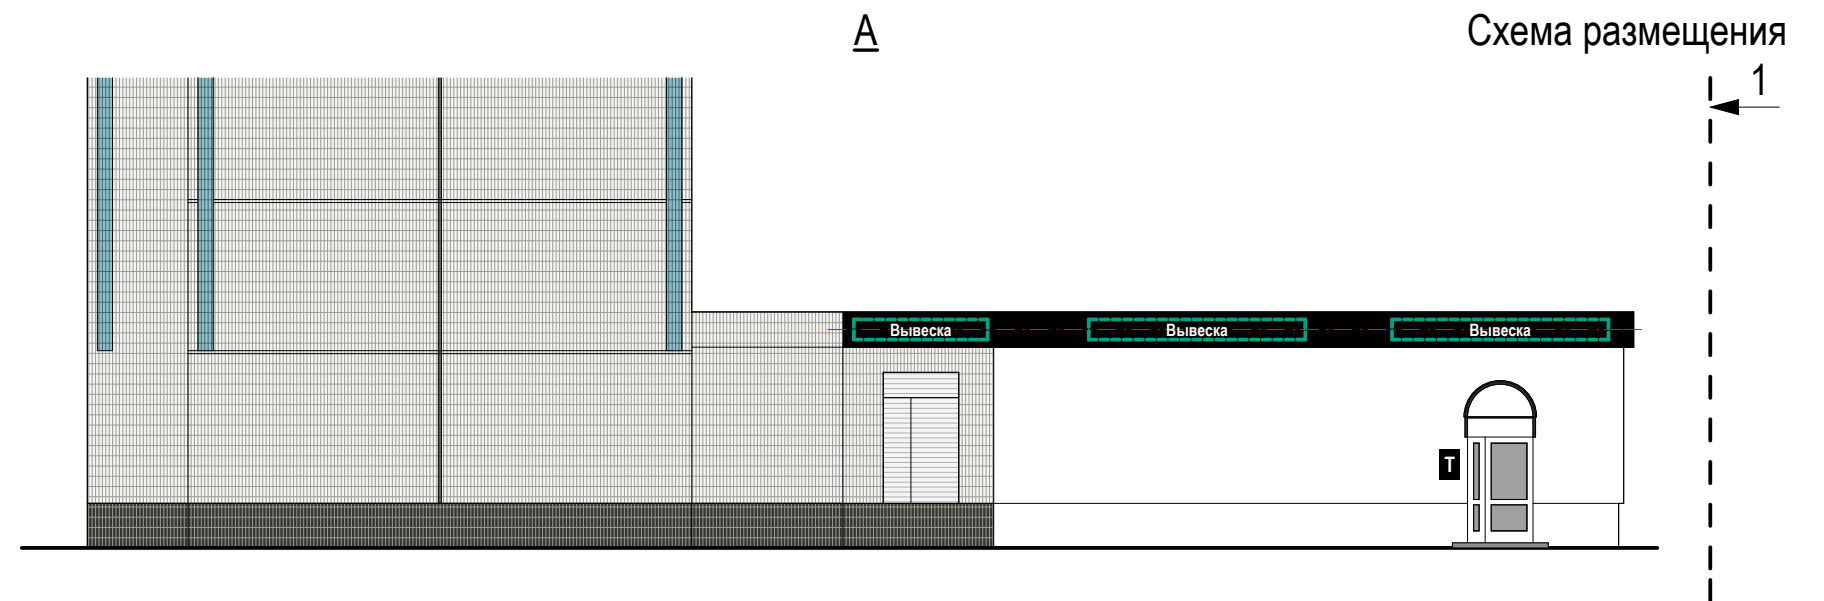 А
Схема размещения
1
Вывеска
Вывеска
Вывеска
Т